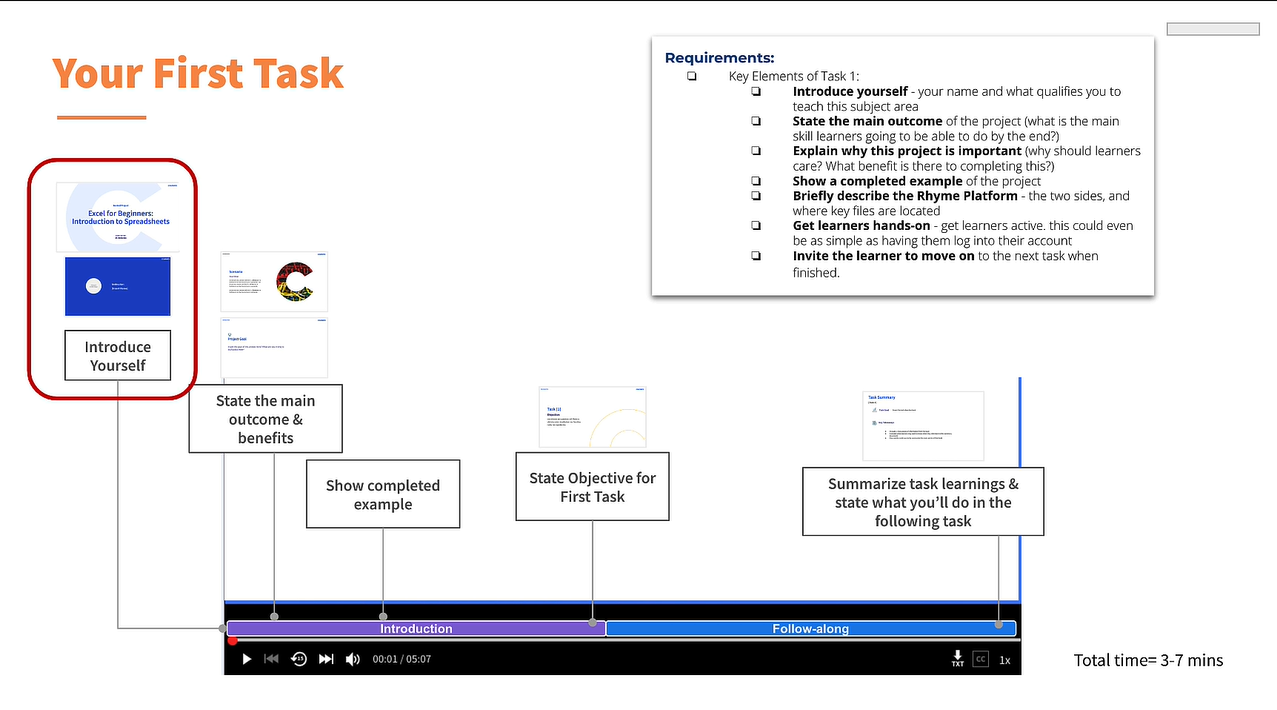 Your First Task
Requirements:
Key Elements of Task 1:
Introduce yourself - your name and what qualifies you to
teach this subject area
State the main outcome of the project (what is the main
skill learners going to be able to do by the end?)
Explain why this project is important (why should learners
care? What benefit is there to completing this?)
Show a completed example of the project
Briefly describe the Rhyme Platform - the two sides, and
where key files are located
Get learners hands-on - get learners active. this could even
be as simple as having them log into their account
Invite the learner to move on to the next task when
finished.
Excel for Beginners:
Introduction to Spreadsheets
Introduce
Yourself
Project Goal
State the main
outcome &
benefits
Show completed
example
Task [1]
State Objective for
First Task
Task Summary
Summarize task learnings &
state what you'll do in the
following task
Introduction
Follow-along
00:01 / 05:07
TXT
CC
1x
Total time= 3-7 mins